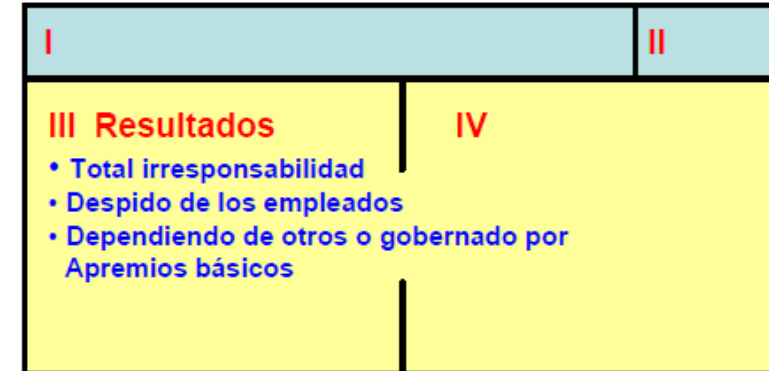 I
II
III Resultados
IV
• Total irresponsabilidad
• Despido de los empleados
• Dependiendo de otros o gobernado por
Apremios básicos